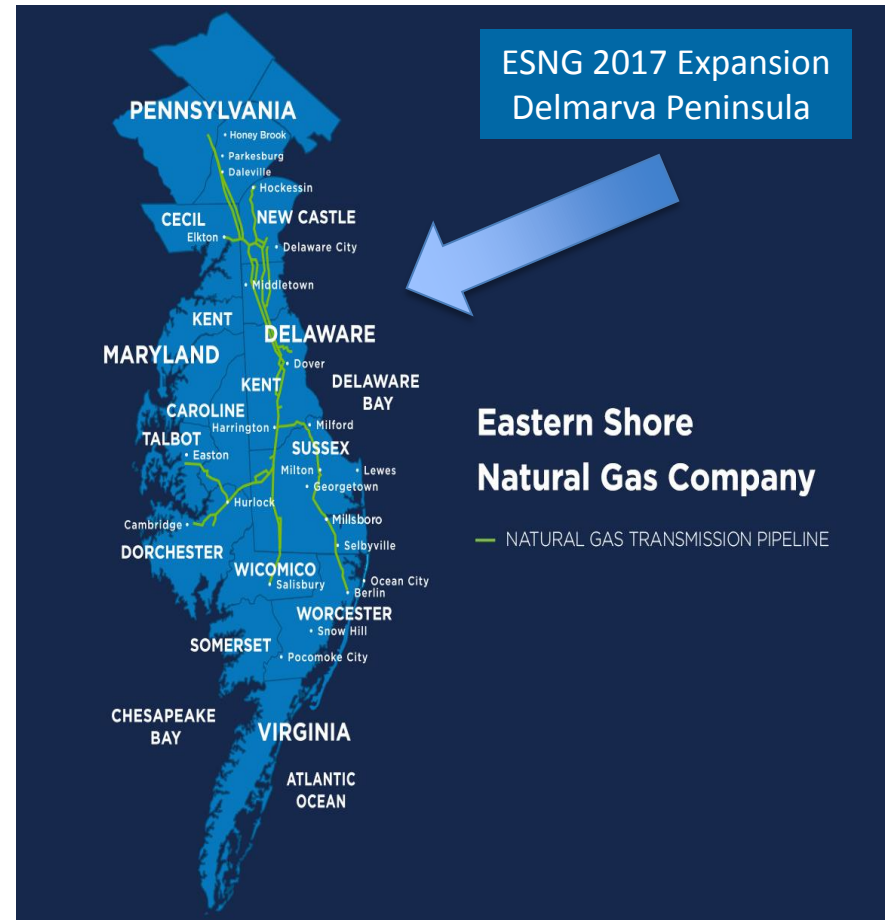 ESNG 2017 Expansion
Delmarva Peninsula
PENNSYLVANIA
Honey Brook
Parkesburg
Daleville
Hockessin
CECIL
NEW CASTLE
Elkton
Delaware City
Middletown
KENT
DELAWARE
MARYLAND
Dover
KENT
DELAWARE
BAY
CAROLINE
Harrington
Milford
TALBOT
Easton
SUSSEX
Milton
Lewes
Georgetown
Hurlock
Cambridge
Millsboro
DORCHESTER
Selbyville
WICOMICO
Salisbury
Ocean City
Berlin
WORCESTER
Snow Hill
SOMERSET
Pocomoke City
CHESAPEAKE
BAY
VIRGINIA
ATLANTIC
OCEAN
Eastern Shore
Natural Gas Company
NATURAL GAS TRANSMISSION PIPELINE